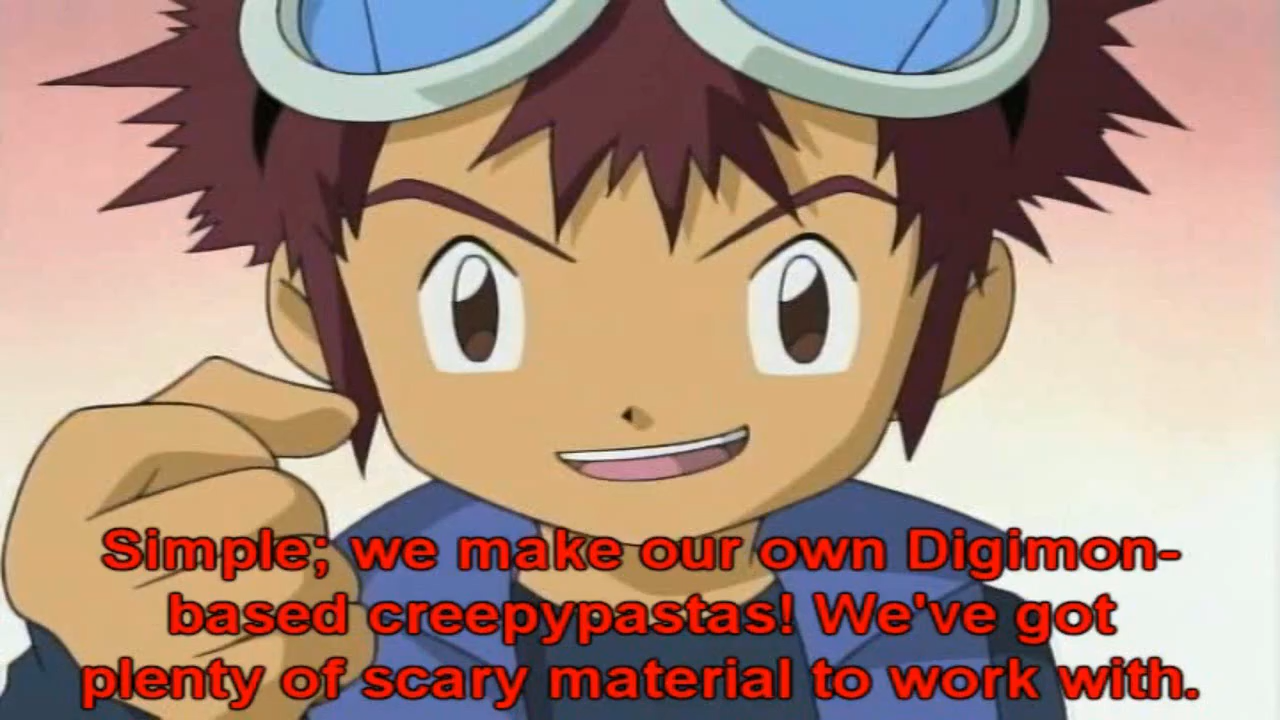 Simple; we make our own Digimon-
based creepypastas! We've got
plenty of scary material to work with.